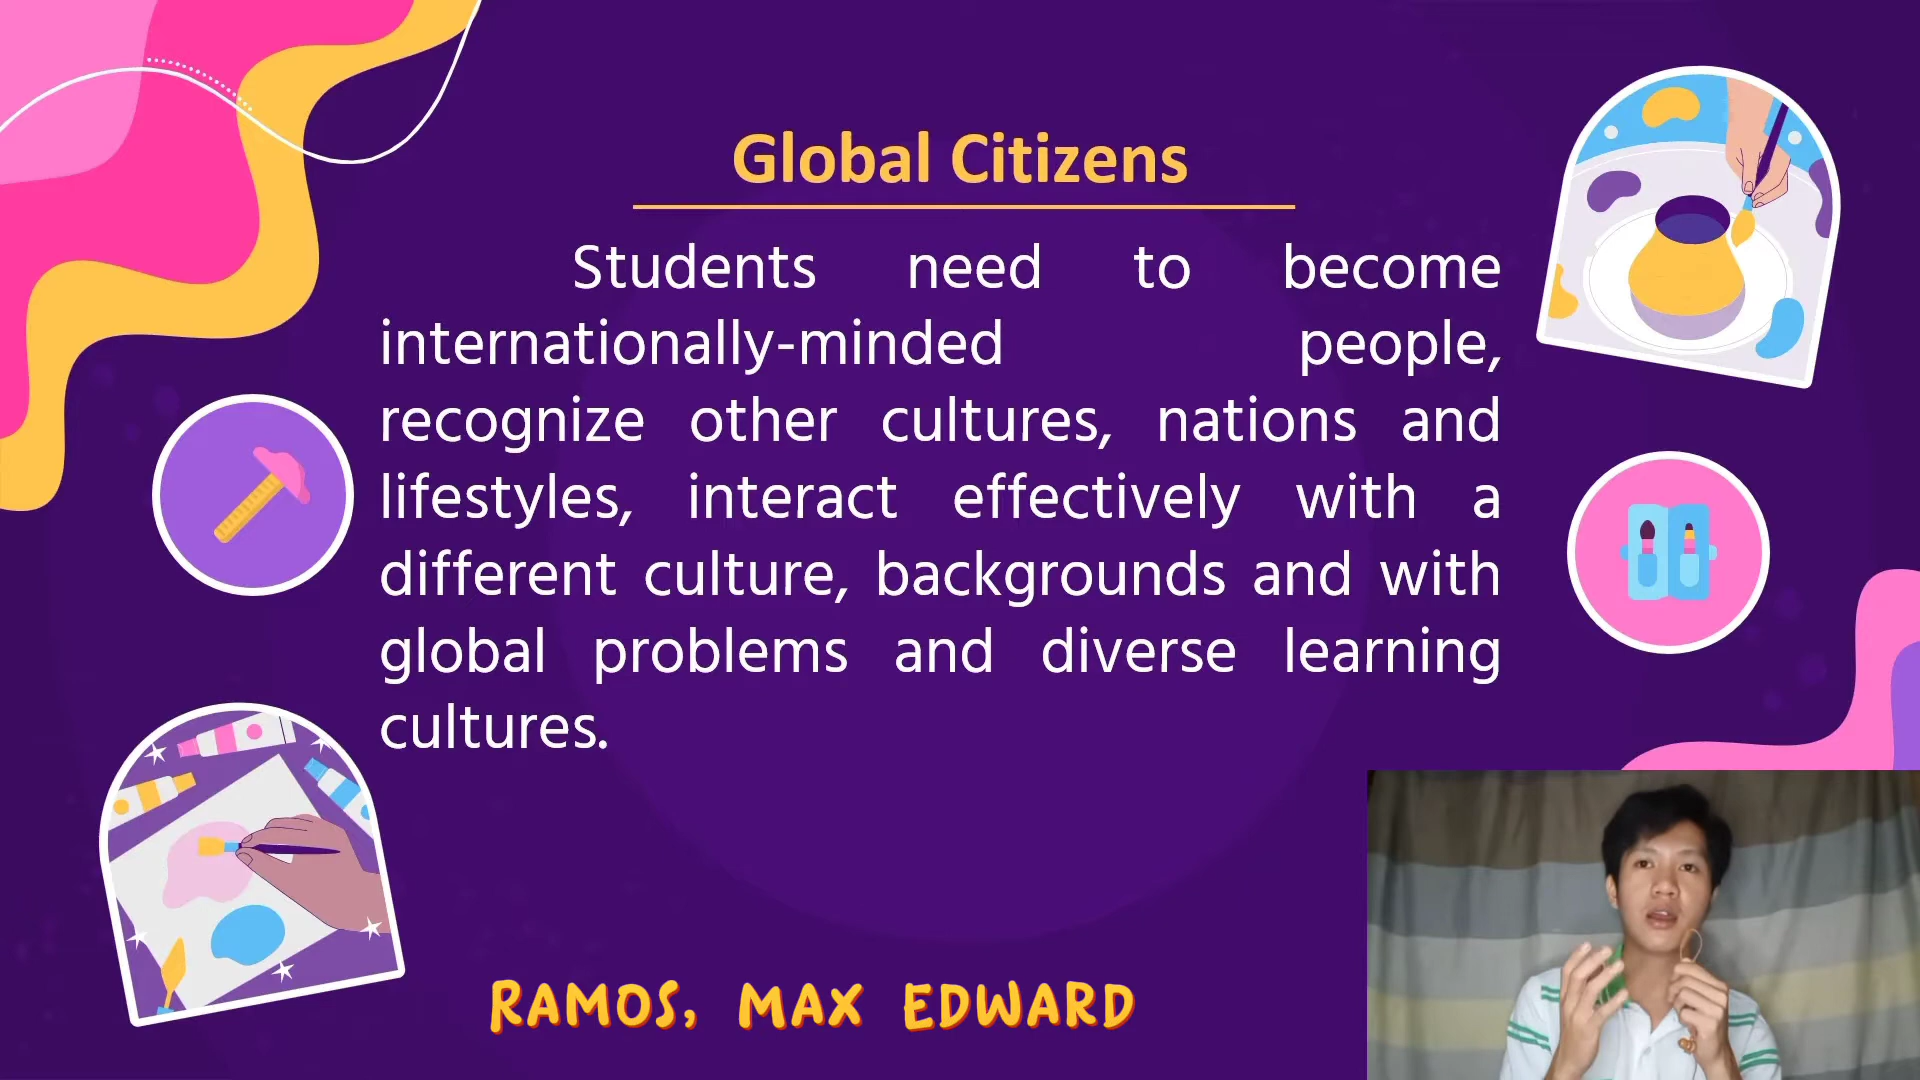 Global Citizens
Students need to become
internationally-minded people,
recognize other cultures, nations and
lifestyles, interact effectively with a
different culture, backgrounds and with
global problems and diverse learning
cultures.
RAMOS, MAX EDWARD